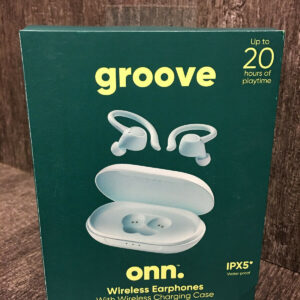 groove
Up to
20
hours of
playtime
onn.
IPX5*
Water-proof
Wireless Earphones
With Wireless Charging Case